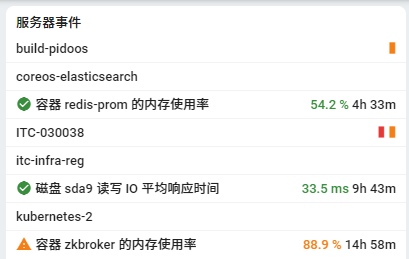 服务器事件
build-pidoos
coreos-elasticsearch
容器 redis-prom 的内存使用率 54.2 % 4h 33m
ITC-030038
itc-infra-reg
磁盘 sda9 读写 IO 平均响应时间 33.5 ms 9h 43m
kubernetes-2
容器 zkbroker 的内存使用率 88.9 % 14h 58m